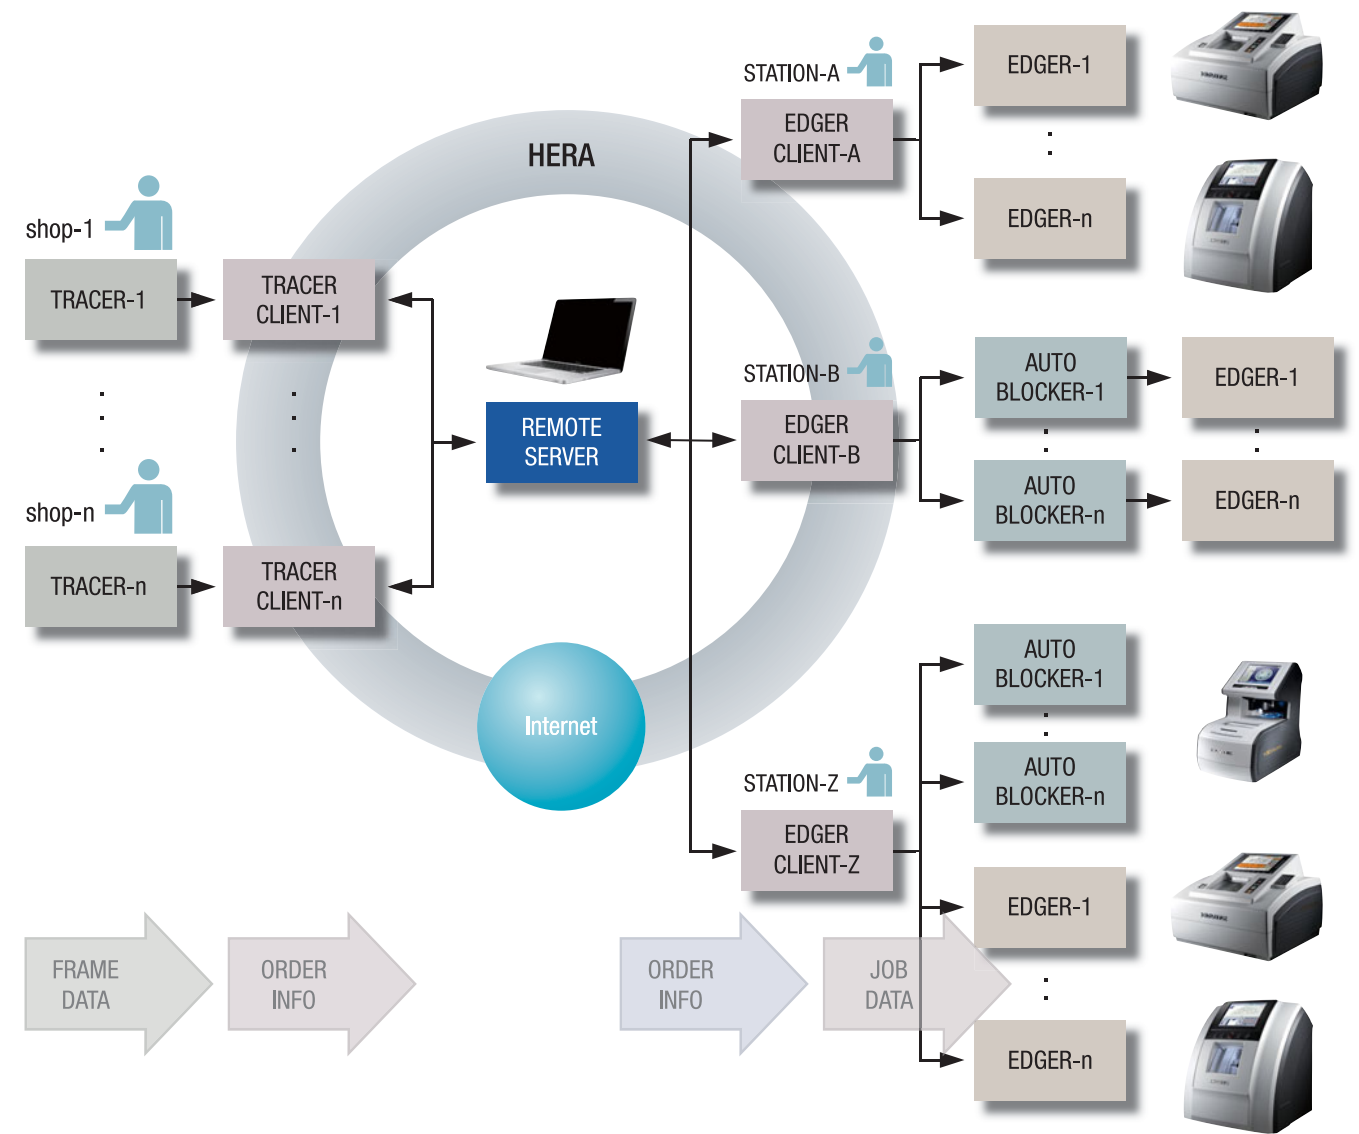 HERA
shop-1
TRACER-1
TRACER
CLIENT-1
shop-n
TRACER-n
TRACER
CLIENT-n
REMOTE
SERVER
Internet
STATION-A
EDGER
CLIENT-A
EDGER-1
EDGER-n
STATION-B
EDGER
CLIENT-B
AUTO
BLOCKER-1
EDGER-1
AUTO
BLOCKER-n
EDGER-n
STATION-Z
EDGER
CLIENT-Z
AUTO
BLOCKER-1
AUTO
BLOCKER-n
EDGER-1
EDGER-n
FRAME
DATA
ORDER
INFO
ORDER
INFO
JOB
DATA